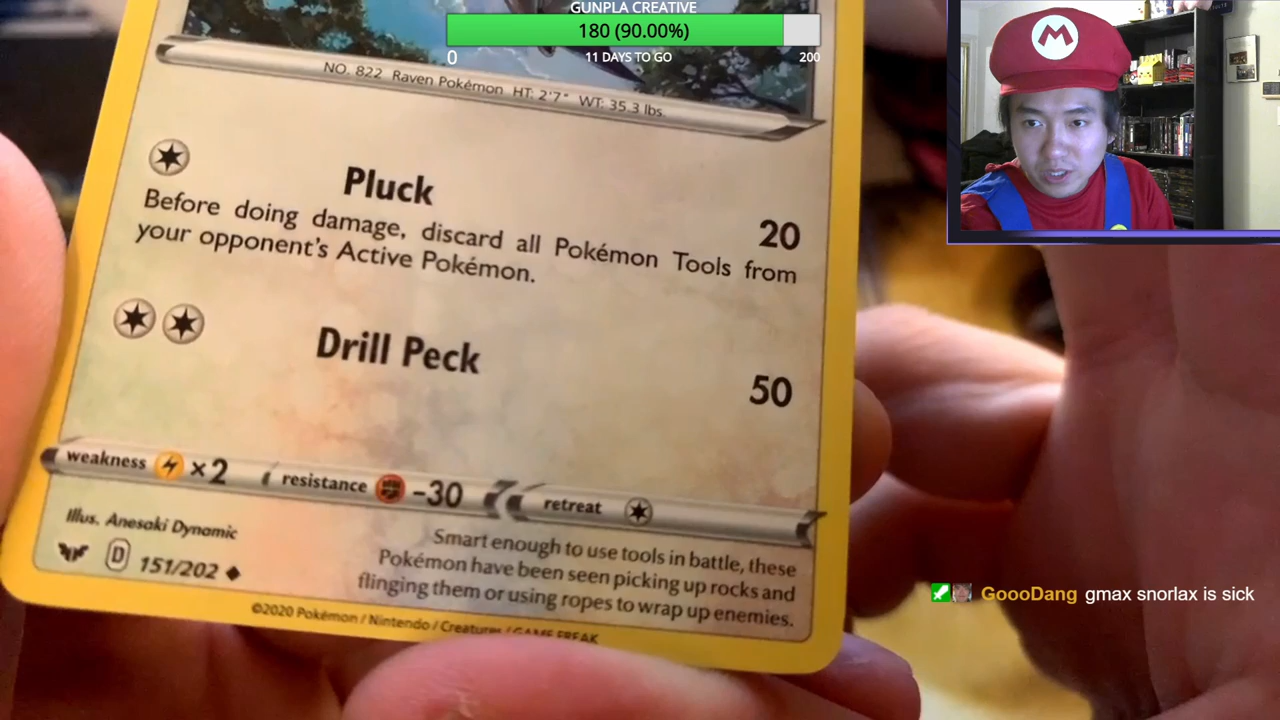 GUNPLA CREATIVE
180 (90.00%)
0 11 DAYS TO GO 200
NO. 822 Raven Pokémon HT: 2'7" WT: 35.3 lbs.
M
Pluck 20
Before doing damage, discard all Pokémon Tools from
your opponent's Active Pokémon.
Drill Peck 50
weakness ×2 resistance -30 retreat
Illus. Anesaki Dynamic
D 151/202
Smart enough to use tools in battle, these
Pokémon have been seen picking up rocks and
flinging them or using ropes to wrap up enemies.
©2020 Pokémon / Nintendo / Creatures / GAME FREAK
GoooDang gmax snorlax is sick